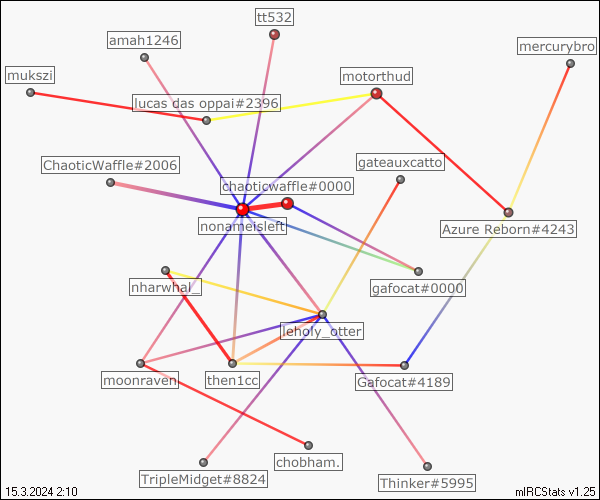 tt532
amah1246
mercurybro
mukszi
motorthud
lucas das oppai#2396
gateauxcatto
ChaoticWaffle#2006
chaoticwaffle#0000
nonameisleft
Azure Reborn#4243
nharwhal_
gafocat#0000
leholy_otter
moonraven
then1cc
Gafocat#4189
chobham.
TripleMidget#8824
Thinker#5995
15.3.2024 2:10
mIRCStats v1.25